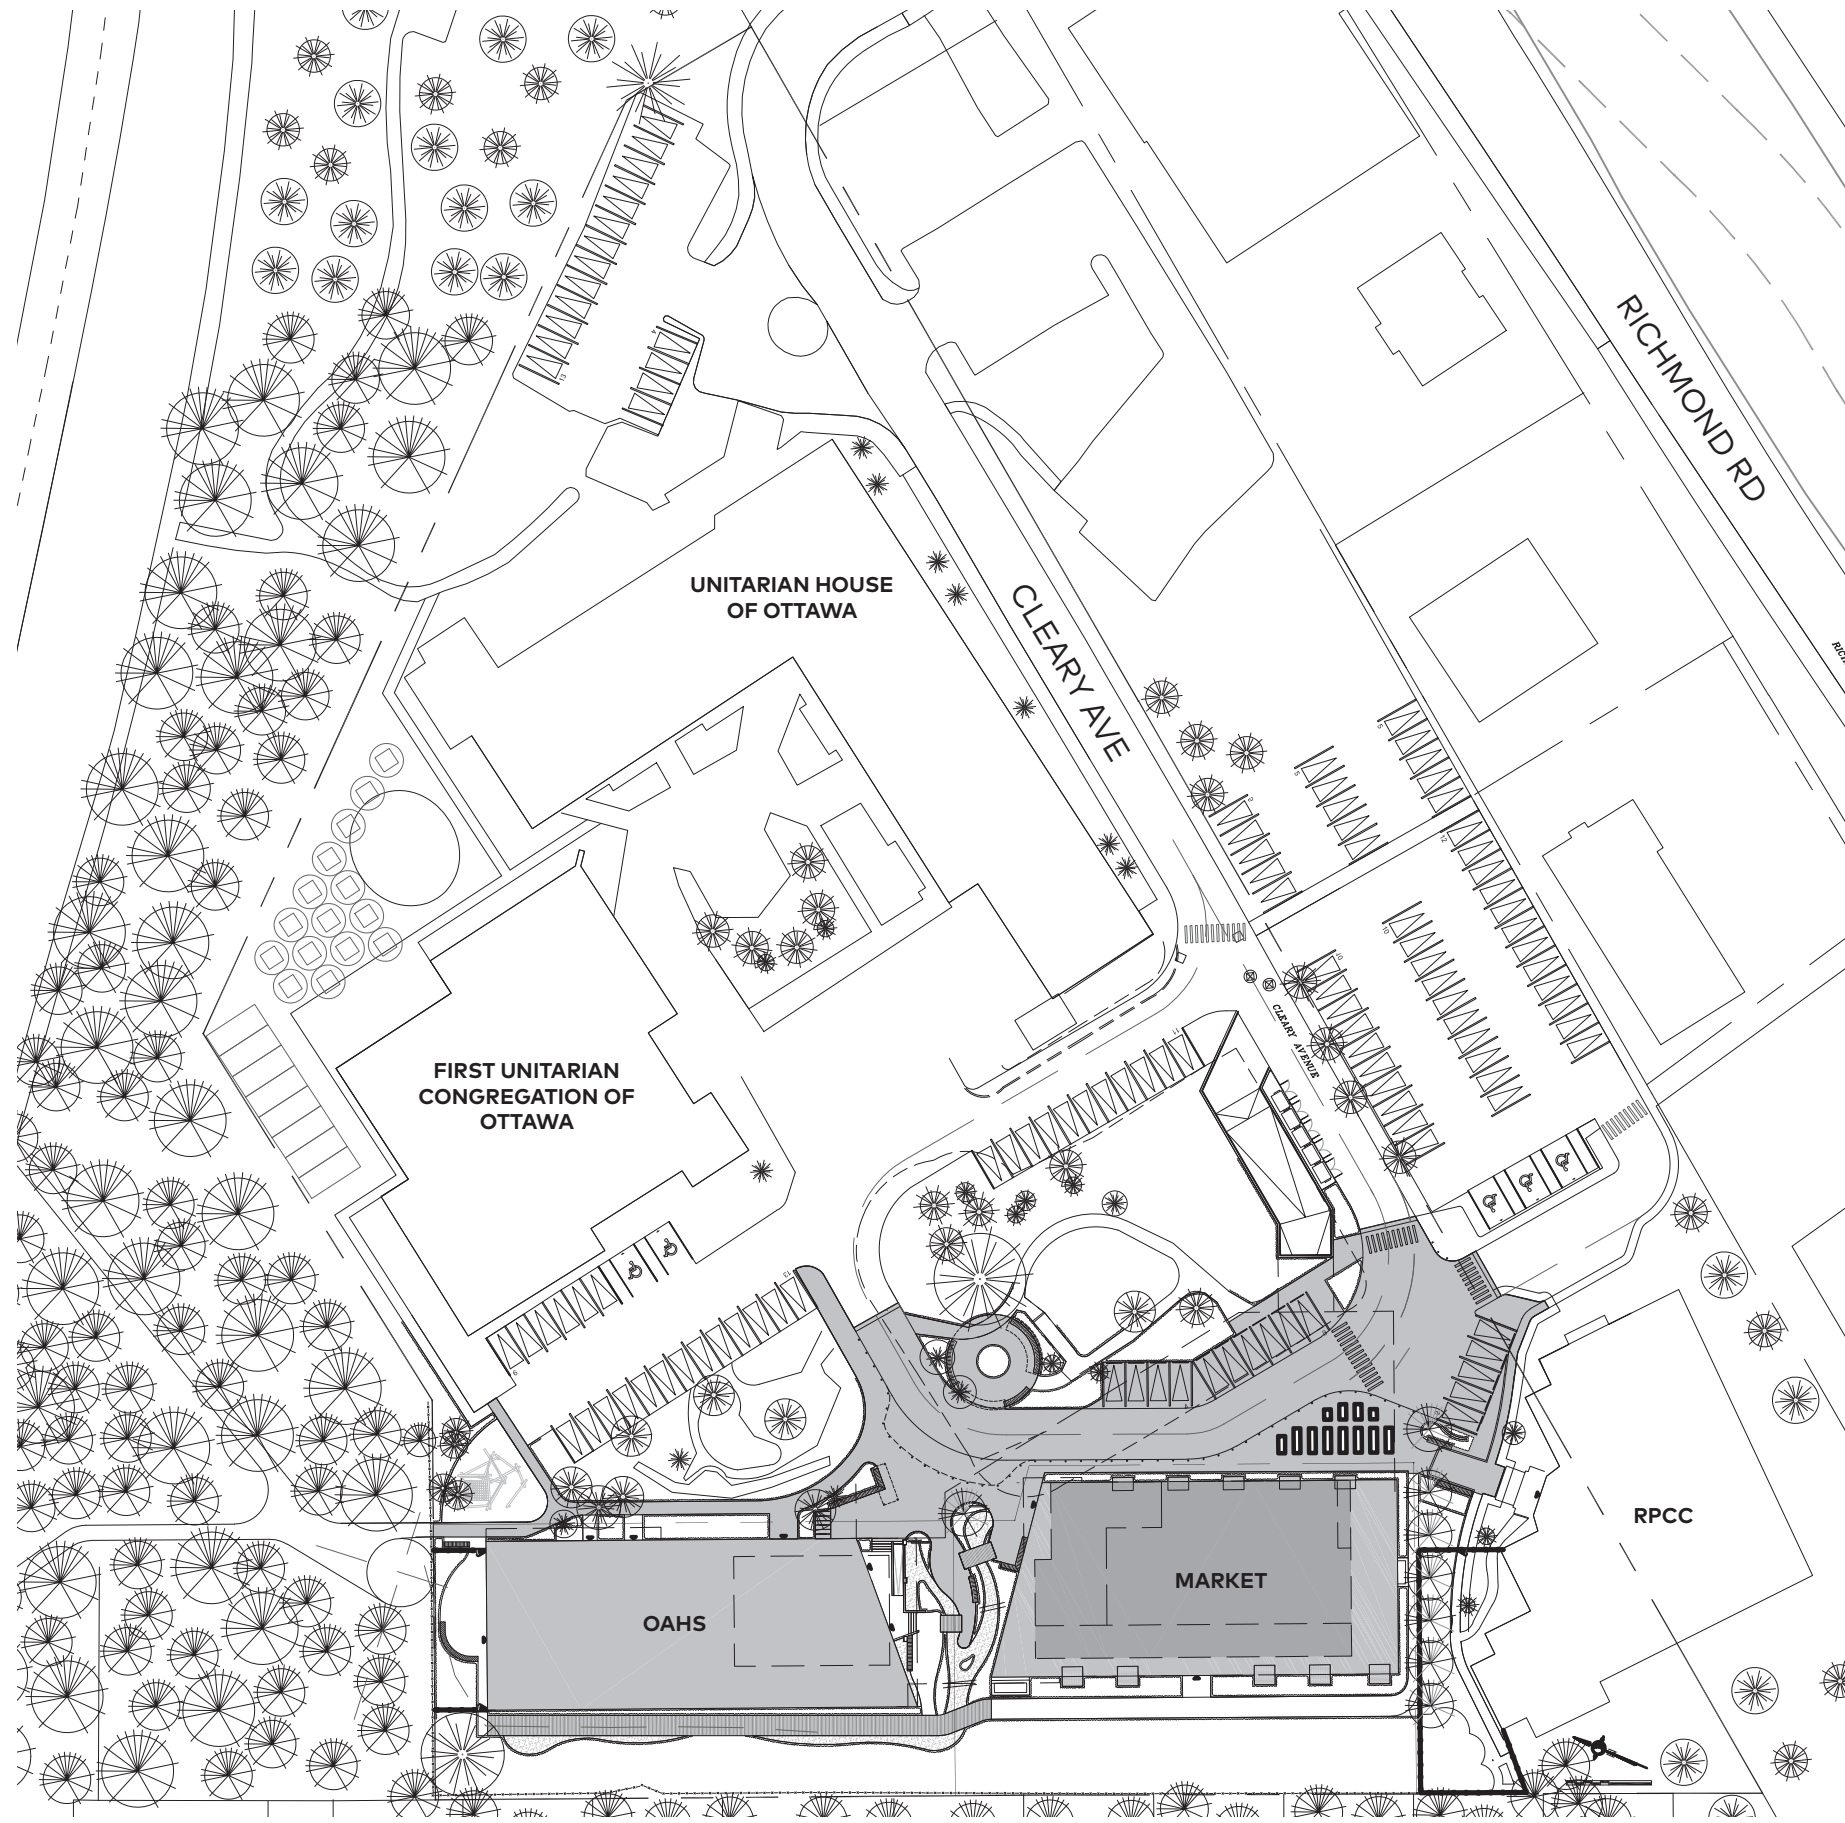 RICHMOND RD
UNITARIAN HOUSE
OF OTTAWA
CLEARY AVE
CLEARY AVENUE
FIRST UNITARIAN
CONGREGATION OF
OTTAWA
RPCC
MARKET
OAHS